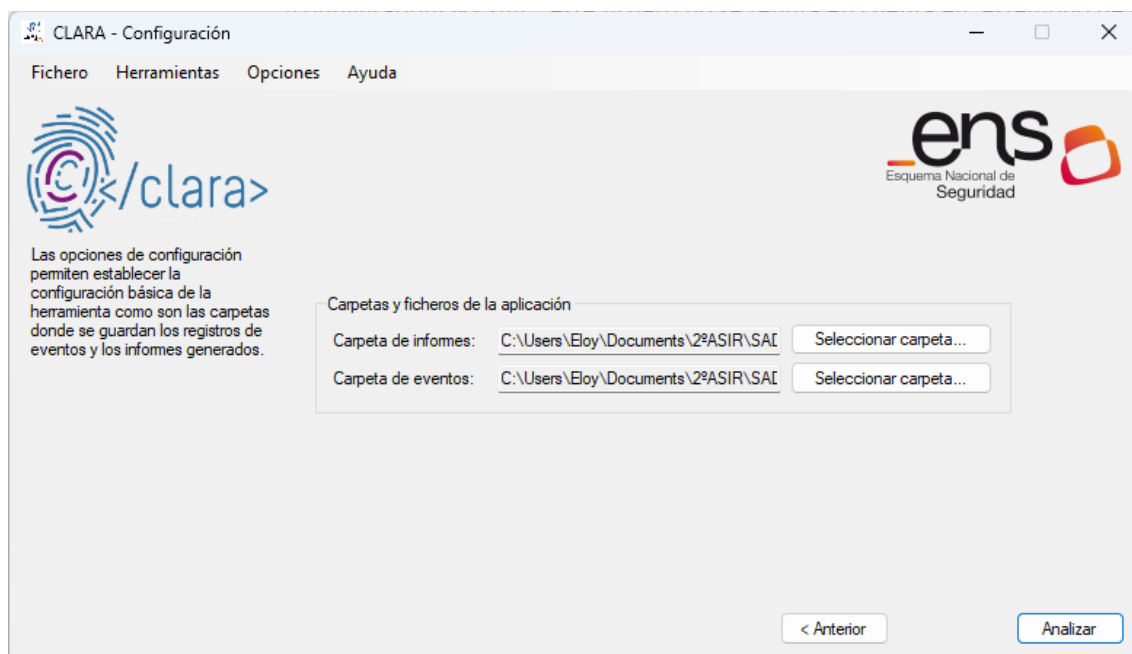 CLARA - Configuración
Fichero Herramientas Opciones Ayuda
</clara>
ens
Esquema Nacional de
Seguridad
Las opciones de configuración
permiten establecer la
configuración básica de la
herramienta como son las carpetas
donde se guardan los registros de
eventos y los informes generados.
Carpetas y ficheros de la aplicación
Carpeta de informes: C:\Users\Eloy\Documents\2ºASIR\SAD Seleccionar carpeta...
Carpeta de eventos: C:\Users\Eloy\Documents\2ºASIR\SAD Seleccionar carpeta...
< Anterior Analizar